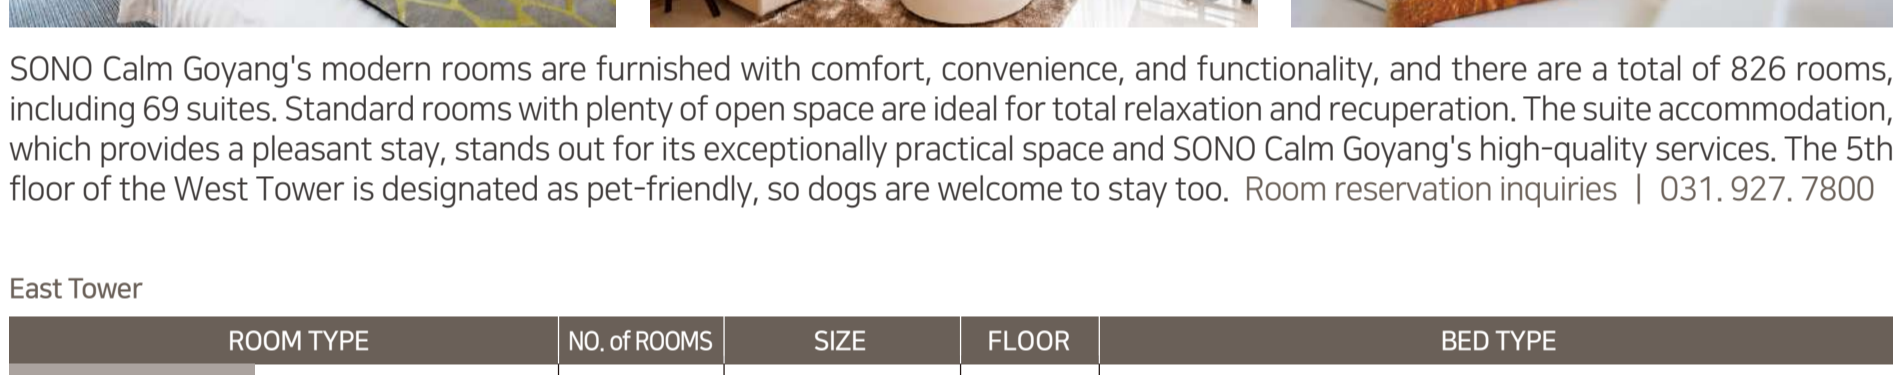 SONO Calm Goyang's modern rooms are furnished with comfort, convenience, and functionality, and there are a total of 826 rooms,
including 69 suites. Standard rooms with plenty of open space are ideal for total relaxation and recuperation. The suite accommodation,
which provides a pleasant stay, stands out for its exceptionally practical space and SONO Calm Goyang's high-quality services. The 5th
floor of the West Tower is designated as pet-friendly, so dogs are welcome to stay too. Room reservation inquiries | 031. 927. 7800
East Tower
ROOM TYPE NO. of ROOMS SIZE FLOOR BED TYPE